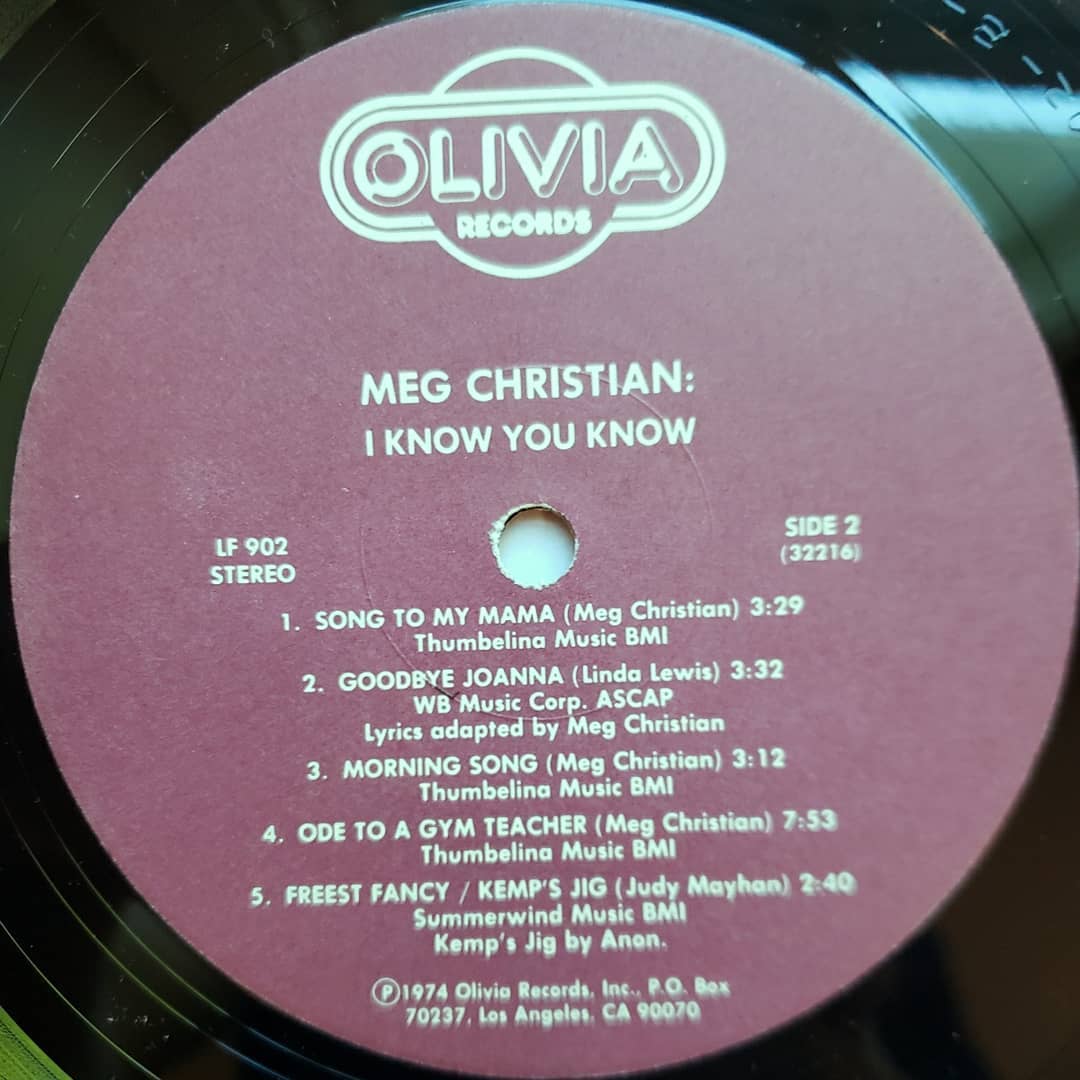 OLIVIA
RECORDS
MEG CHRISTIAN:
I KNOW YOU KNOW
LF 902
STEREO
SIDE 2
(32216)
1. SONG TO MY MAMA (Meg Christian) 3:29
Thumbelina Music BMI
2. GOODBYE JOANNA (Linda Lewis) 3:32
WB Music Corp. ASCAP
Lyrics adapted by Meg Christian
3. MORNING SONG (Meg Christian) 3:12
Thumbelina Music BMI
4. ODE TO A GYM TEACHER (Meg Christian) 7:53
Thumbelina Music BMI
5. FREEST FANCY / KEMP'S JIG (Judy Mayhan) 2:40
Summerwind Music BMI
Kemp's Jig by Anon.
℗1974 Olivia Records, Inc., P.O. Box
70237, Los Angeles, CA 90070